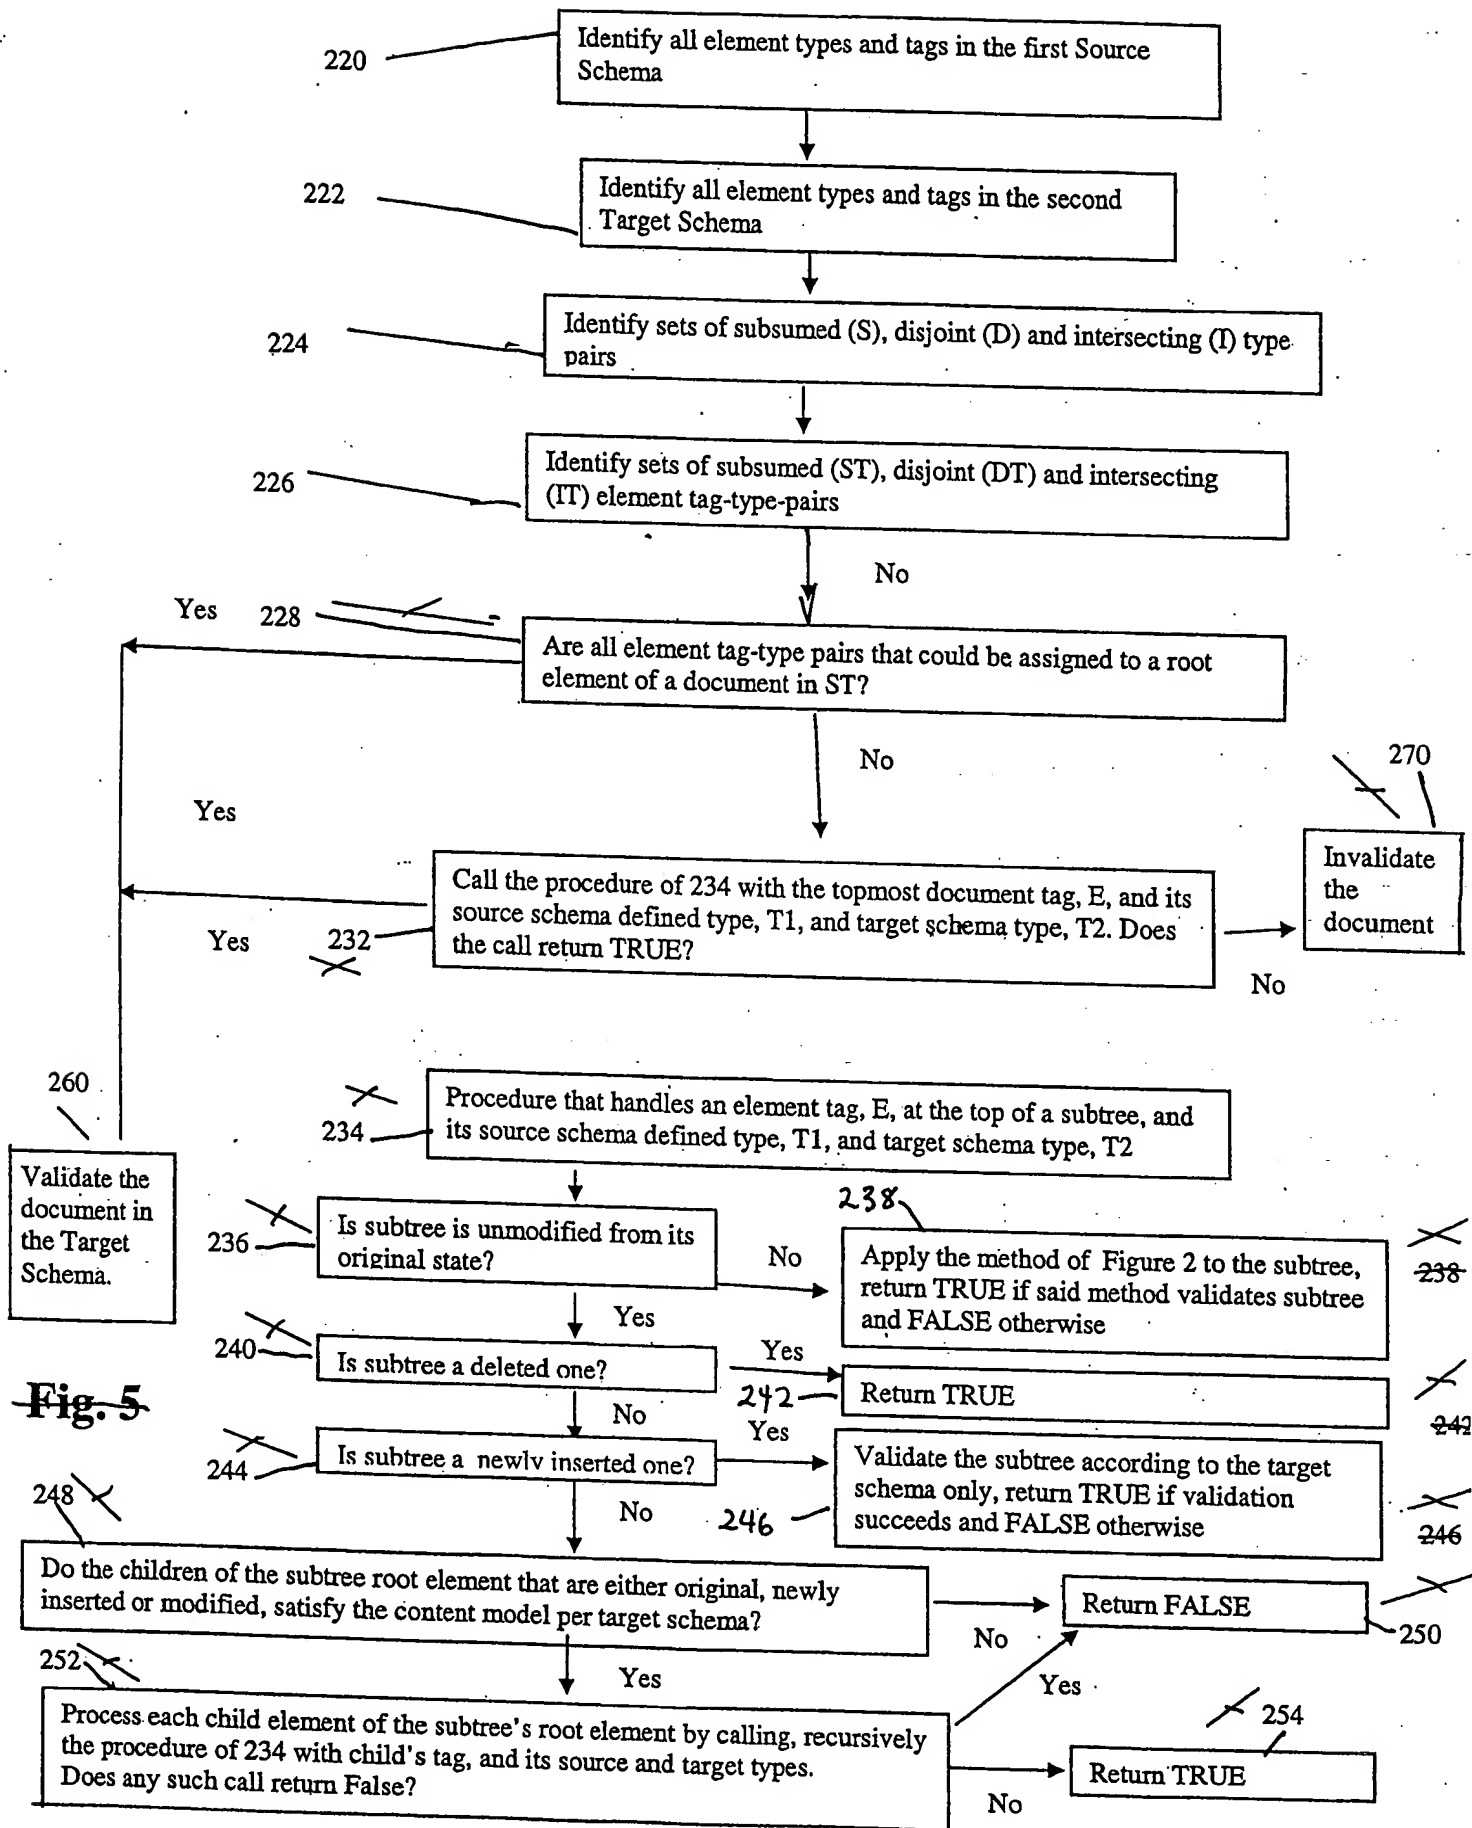 220
Identify all element types and tags in the first Source
Schema
222
Identify all element types and tags in the second
Target Schema
224
Identify sets of subsumed (S), disjoint (D) and intersecting (I) type
pairs
226
Identify sets of subsumed (ST), disjoint (DT) and intersecting
(IT) element tag-type-pairs
No
Yes
228
Are all element tag-type pairs that could be assigned to a root
element of a document in ST?
No
270
Yes
Invalidate
the
document
Call the procedure of 234 with the topmost document tag, E, and its
source schema defined type, T1, and target schema type, T2. Does
the call return TRUE?
Yes
232
No
260
Validate the
document in
the Target
Schema.
234
Procedure that handles an element tag, E, at the top of a subtree, and
its source schema defined type, T1, and target schema type, T2
236
Is subtree is unmodified from its
original state?
No
238
Apply the method of Figure 2 to the subtree,
return TRUE if said method validates subtree
and FALSE otherwise
238
Yes
240
Is subtree a deleted one?
Yes
242
Return TRUE
242
Fig. 5
No
Yes
244
Is subtree a newly inserted one?
246
Validate the subtree according to the target
schema only, return TRUE if validation
succeeds and FALSE otherwise
246
No
248
Do the children of the subtree root element that are either original, newly
inserted or modified, satisfy the content model per target schema?
No
Return FALSE
250
Yes
252
Process each child element of the subtree's root element by calling, recursively
the procedure of 234 with child's tag, and its source and target types.
Does any such call return False?
Yes
254
Return TRUE
No